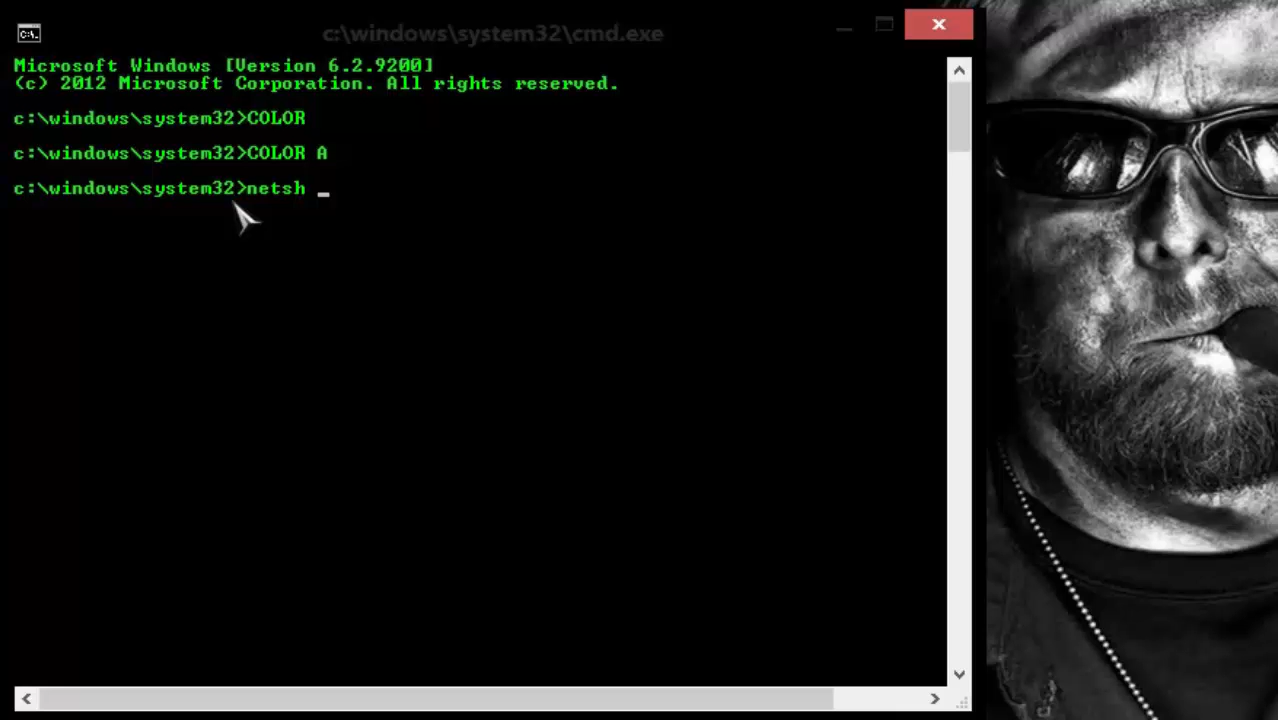 c:\windows\system32\cmd.exe
Microsoft Windows [Version 6.2.9200]
(c) 2012 Microsoft Corporation. All rights reserved.
c:\windows\system32>COLOR
c:\windows\system32>COLOR A
c:\windows\system32>netsh _